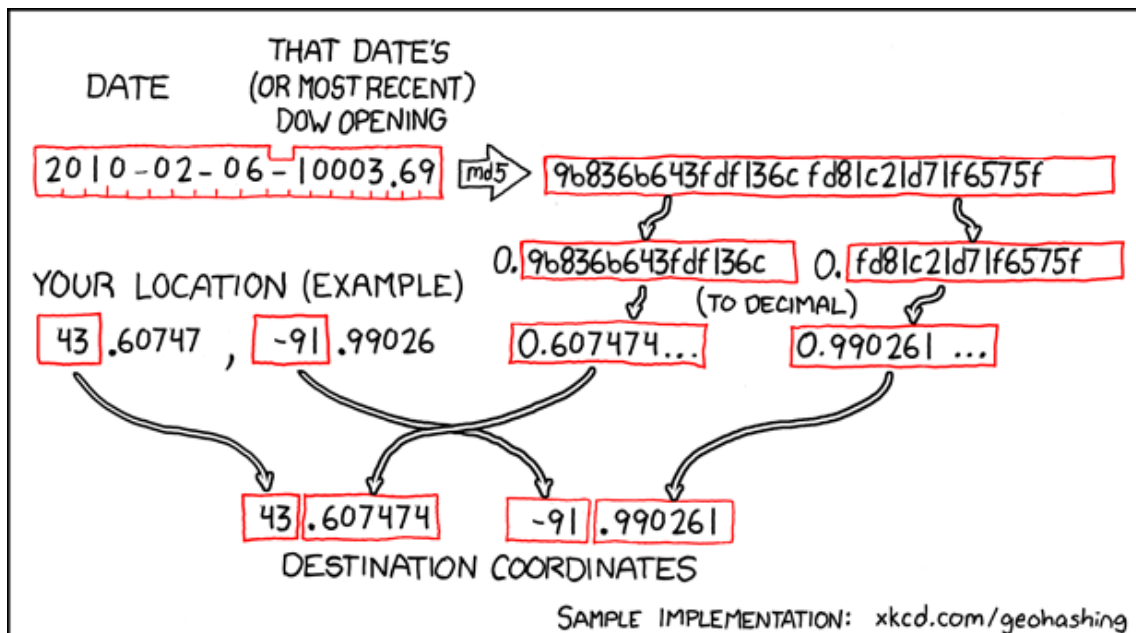 DATE
THAT DATE'S
(OR MOST RECENT)
DOW OPENING
2010-02-06-10003.69
md5
9b836b643fdf136cfd81c21d71f6575f
0.9b836b643fdf136c
0.fd81c21d71f6575f
YOUR LOCATION (EXAMPLE)
(TO DECIMAL)
43.60747, -91.99026
0.607474...
0.990261 ...
43.607474
-91.990261
DESTINATION COORDINATES
SAMPLE IMPLEMENTATION: xkcd.com/geohashing